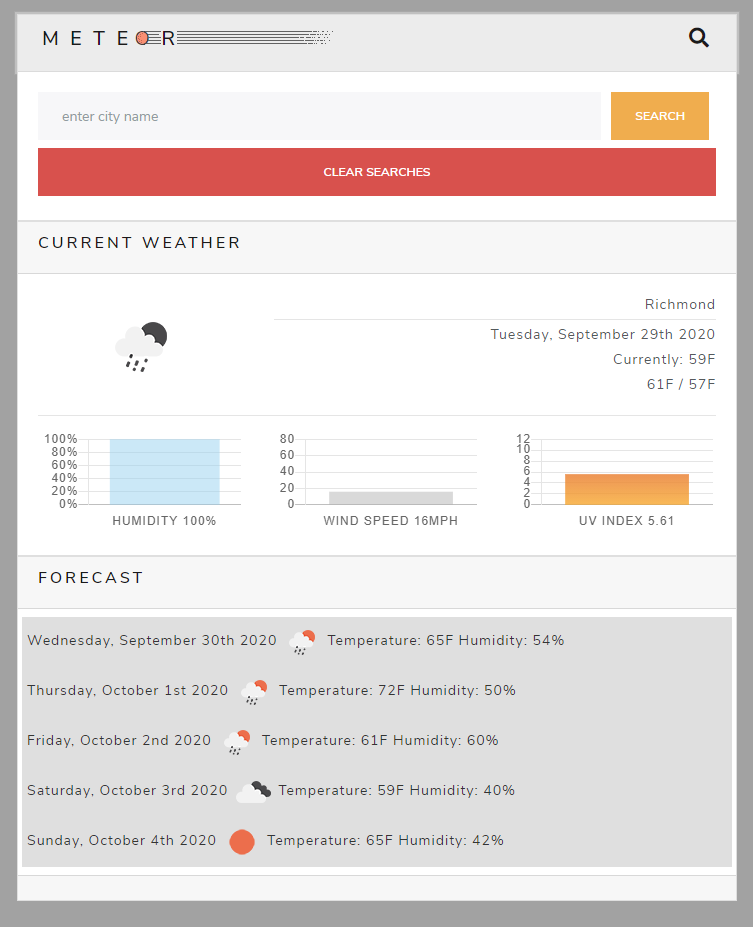 METEOR
enter city name
SEARCH
CLEAR SEARCHES
CURRENT WEATHER
Richmond
Tuesday, September 29th 2020
Currently: 59F
61F / 57F
100%
80%
60%
40%
20%
0%
HUMIDITY 100%
80
60
40
20
0
WIND SPEED 16MPH
12
10
8
6
4
2
0
UV INDEX 5.61
FORECAST
Wednesday, September 30th 2020 Temperature: 65F Humidity: 54%
Thursday, October 1st 2020 Temperature: 72F Humidity: 50%
Friday, October 2nd 2020 Temperature: 61F Humidity: 60%
Saturday, October 3rd 2020 Temperature: 59F Humidity: 40%
Sunday, October 4th 2020 Temperature: 65F Humidity: 42%